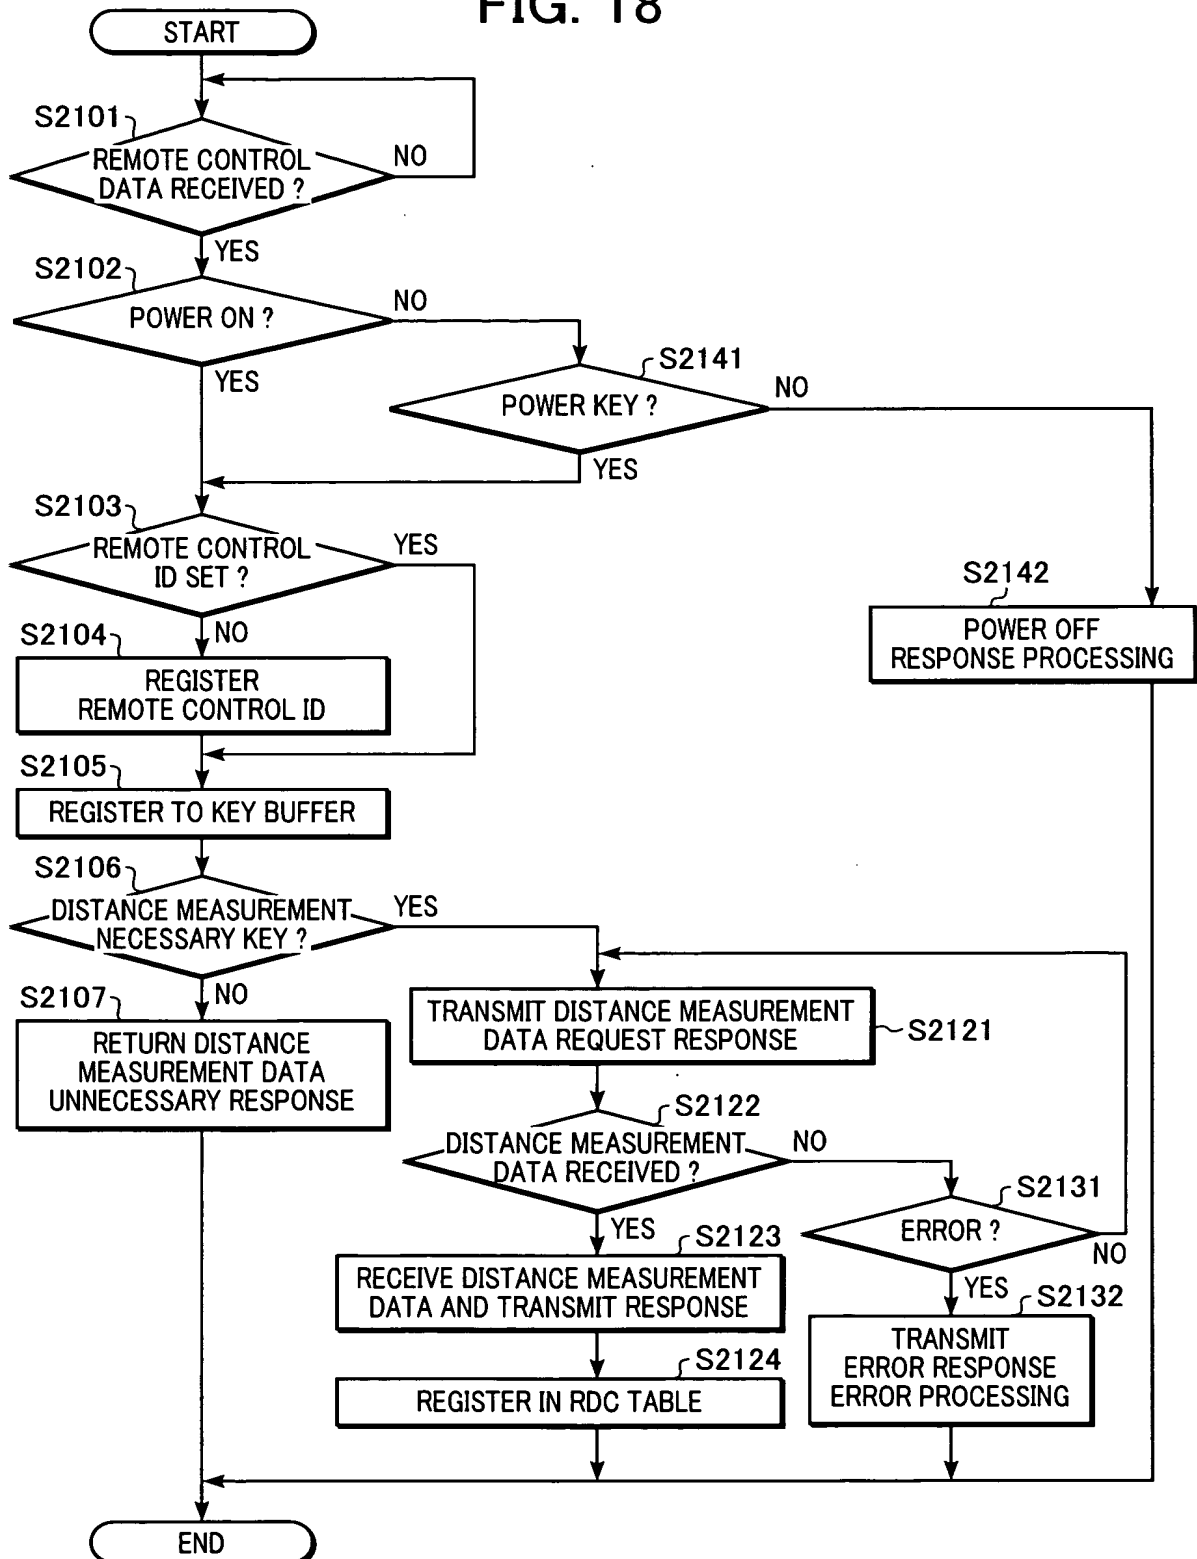 FIG. 18
START
S2101
REMOTE CONTROL
DATA RECEIVED ?
NO
YES
S2102
POWER ON ?
NO
YES
S2141
POWER KEY ?
NO
YES
S2103
REMOTE CONTROL
ID SET ?
YES
NO
S2104
REGISTER
REMOTE CONTROL ID
S2142
POWER OFF
RESPONSE PROCESSING
S2105
REGISTER TO KEY BUFFER
S2106
DISTANCE MEASUREMENT
NECESSARY KEY ?
YES
NO
S2107
RETURN DISTANCE
MEASUREMENT DATA
UNNECESSARY RESPONSE
TRANSMIT DISTANCE MEASUREMENT
DATA REQUEST RESPONSE
S2121
S2122
DISTANCE MEASUREMENT
DATA RECEIVED ?
NO
YES
S2131
ERROR ?
NO
YES
S2123
RECEIVE DISTANCE MEASUREMENT
DATA AND TRANSMIT RESPONSE
S2132
TRANSMIT
ERROR RESPONSE
ERROR PROCESSING
S2124
REGISTER IN RDC TABLE
END